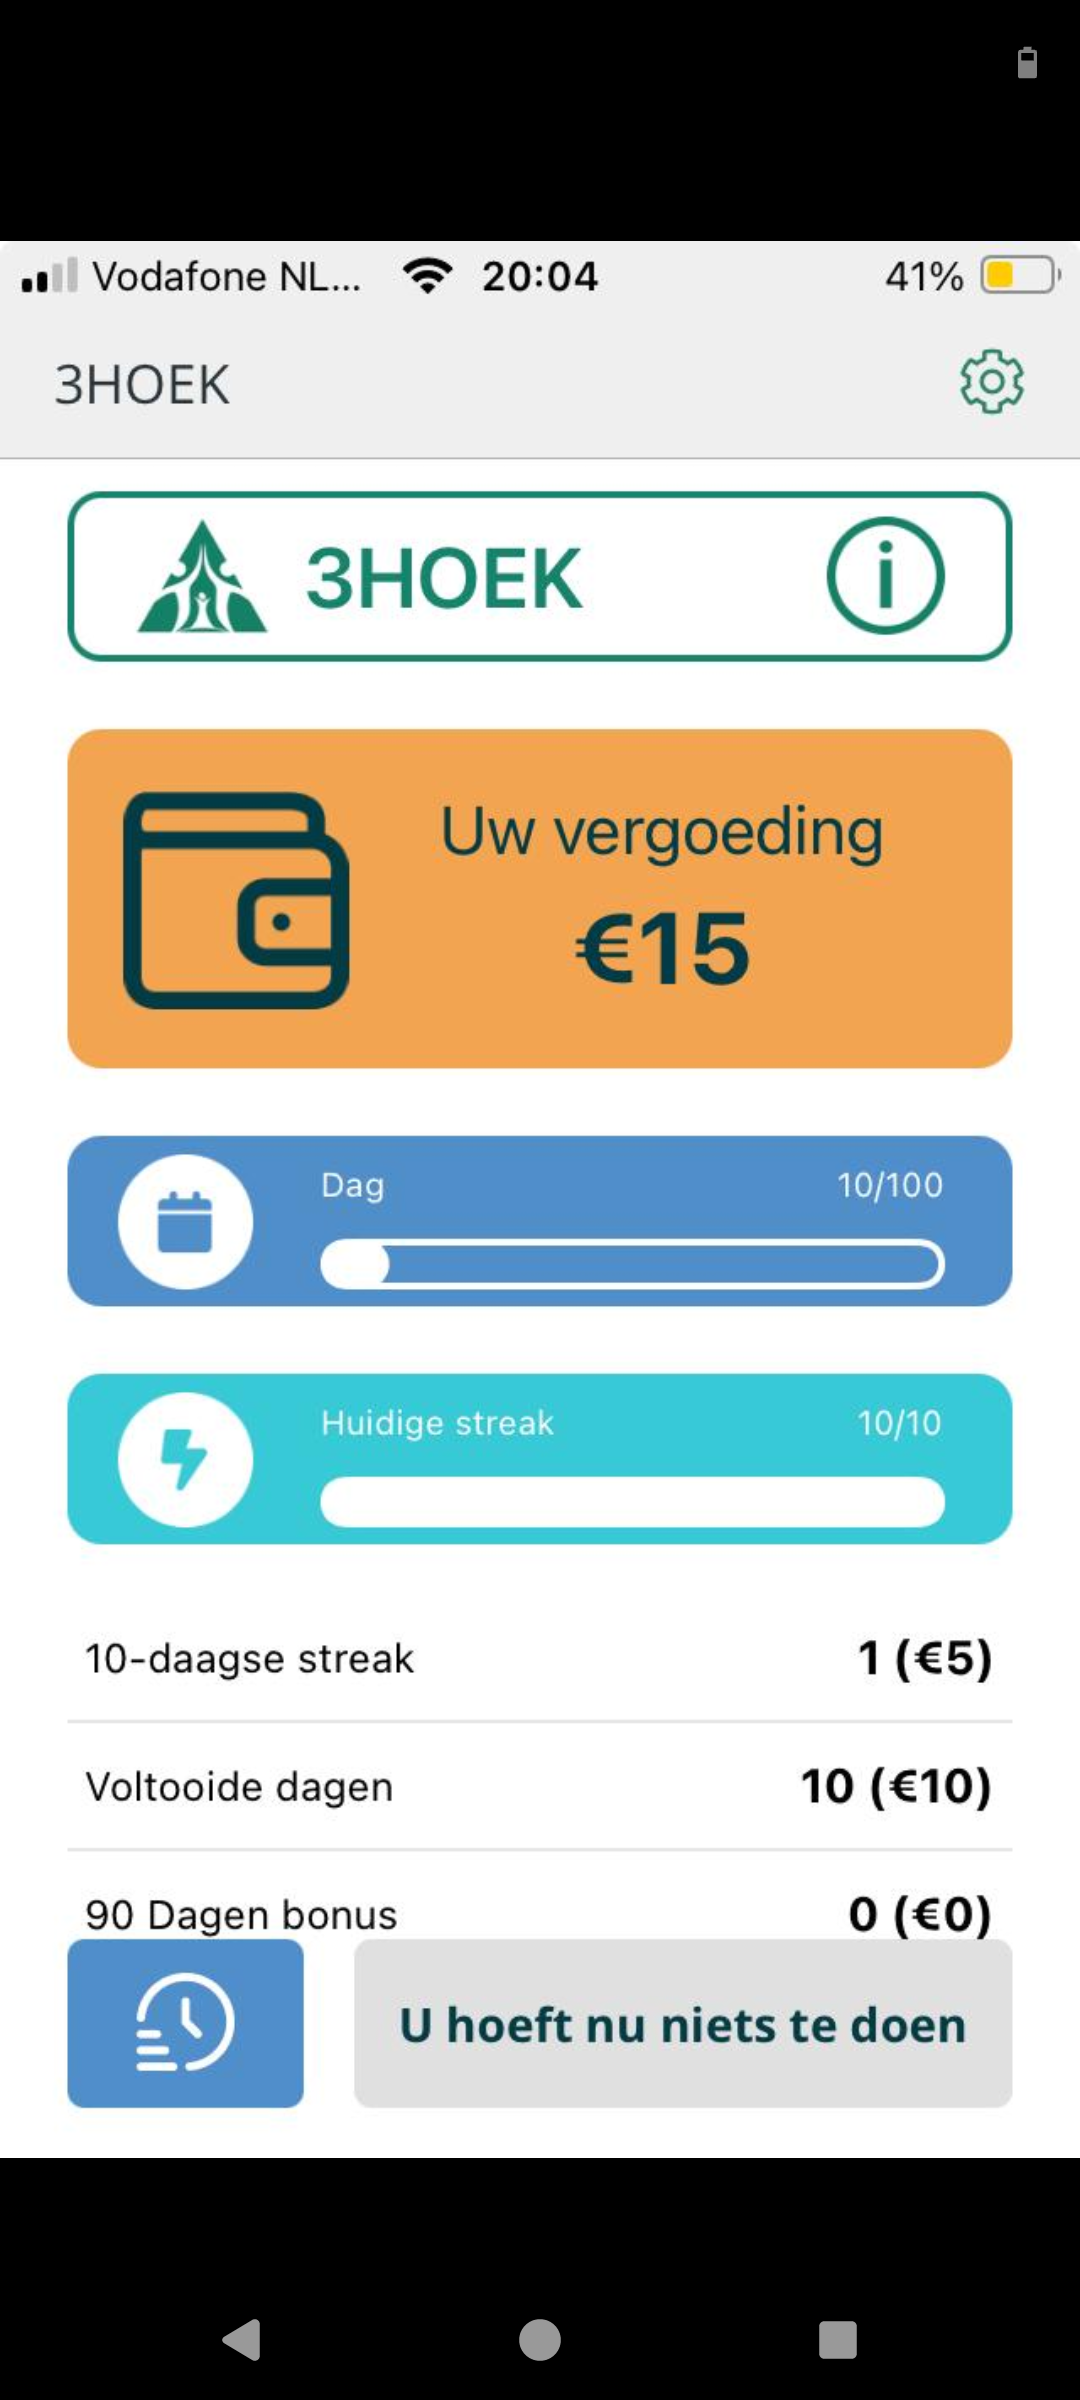 Vodafone NL... 20:04 41%
3HOEK
3HOEK i
Uw vergoeding
€15
Dag 10/100
Huidige streak 10/10
10-daagse streak 1 (€5)
Voltooide dagen 10 (€10)
90 Dagen bonus 0 (€0)
U hoeft nu niets te doen